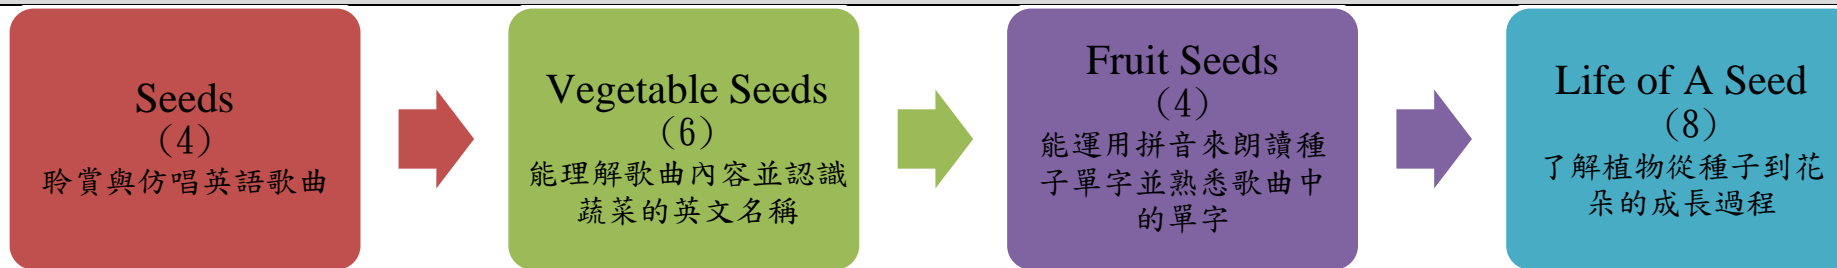 Seeds
(4)
聆賞與仿唱英語歌曲
Vegetable Seeds
(6)
能理解歌曲內容並認識
蔬菜的英文名稱
Fruit Seeds
(4)
能運用拼音來朗讀種
子單字並熟悉歌曲中
的單字
Life of A Seed
(8)
了解植物從種子到花
朵的成長過程